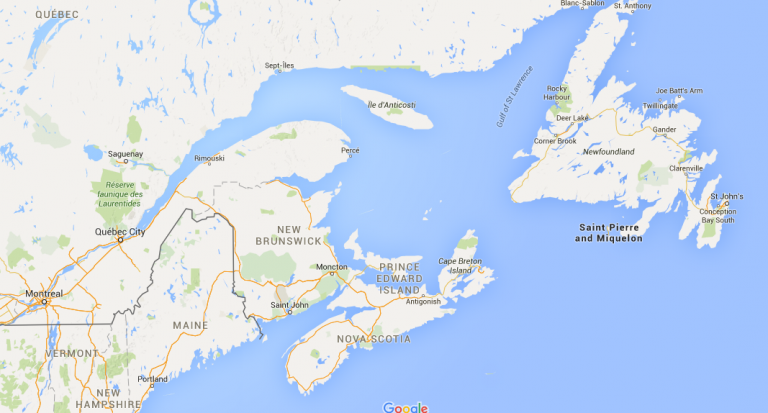 QUÉBEC
Blanc-Sablon
St. Anthony
Sept-Îles
Gulf of St Lawrence
Île d'Anticosti
Rocky
Harbour
Joe Batt's Arm
Twillingate
Deer Lake
Gander
Corner Brook
Newfoundland
Saguenay
Rimouski
Percé
Clarenville
Réserve
faunique des
Laurentides
St John's
Conception
Bay South
Québec City
NEW
BRUNSWICK
Saint Pierre
and Miquelon
Moncton
PRINCE
EDWARD
ISLAND
Cape Breton
Island
Montreal
Saint John
Antigonish
MAINE
NOVA SCOTIA
VERMONT
Portland
NEW
HAMPSHIRE
Google